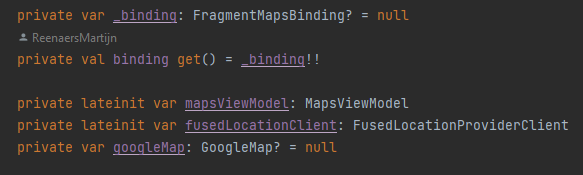 private var _binding: FragmentMapsBinding? = null
ReenaersMartijn
private val binding get() = _binding!!
private lateinit var mapsViewModel: MapsViewModel
private lateinit var fusedLocationClient: FusedLocationProviderClient
private var googleMap: GoogleMap? = null